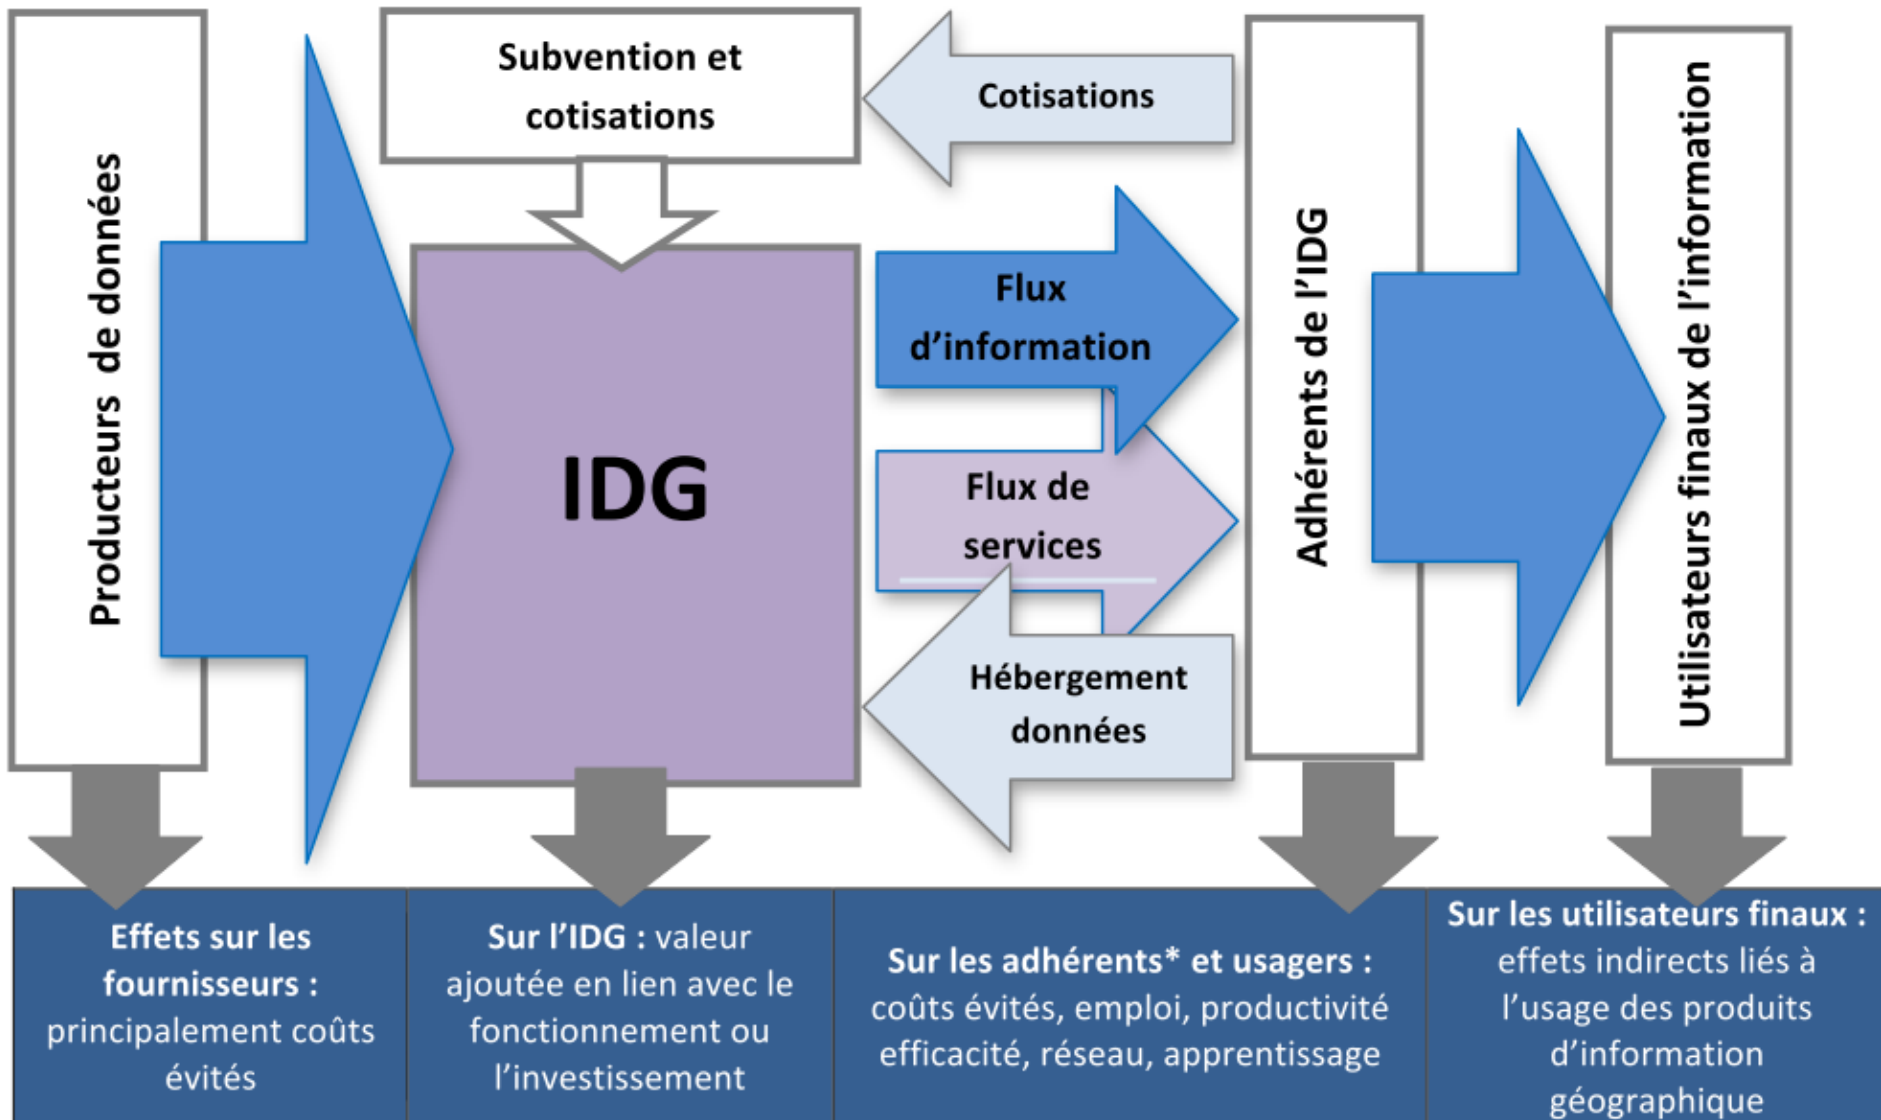 Producteurs de données
Subvention et
cotisations
Cotisations
IDG
Flux
d’information
Flux de
services
Hébergement
données
Adhérents de l’IDG
Utilisateurs finaux de l’information
Effets sur les
fournisseurs :
principalement coûts
évités
Sur l’IDG : valeur
ajoutée en lien avec le
fonctionnement ou
l’investissement
Sur les adhérents* et usagers :
coûts évités, emploi, productivité
efficacité, réseau, apprentissage
Sur les utilisateurs finaux :
effets indirects liés à
l’usage des produits
d’information
géographique